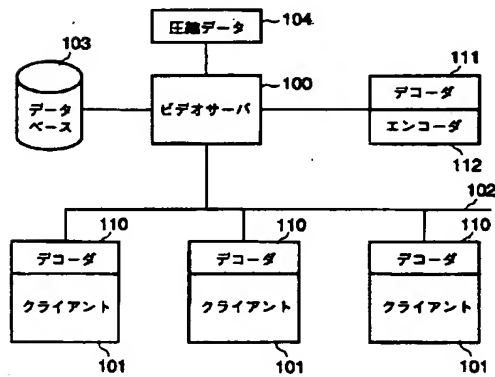 圧縮データ 104
103
100
111
データ
ベース
ビデオサーバ
デコーダ
エンコーダ
112
102
110 110 110
デコーダ デコーダ デコーダ
クライアント クライアント クライアント
101 101 101